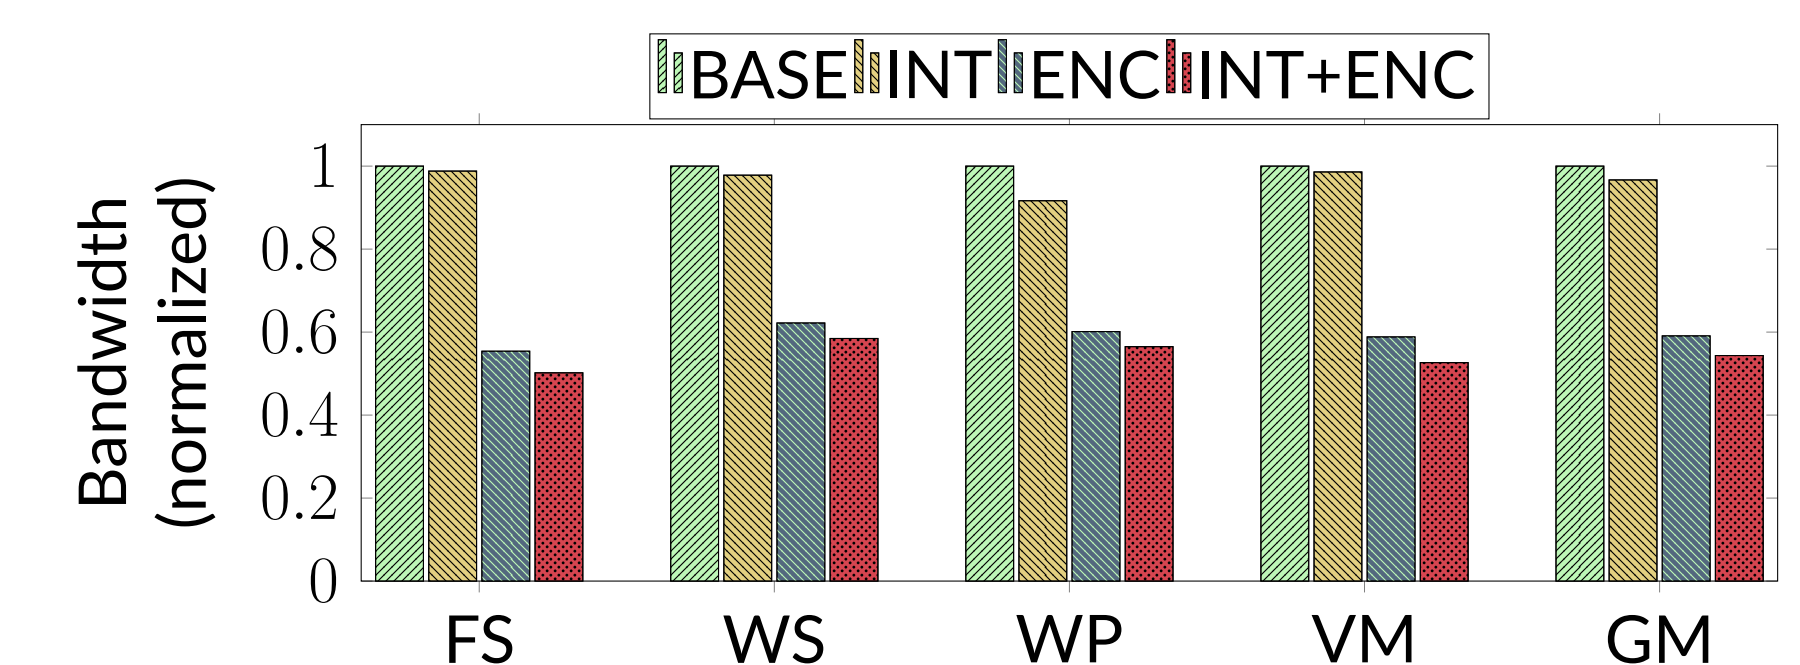 BASE INT ENC INT+ENC
Bandwidth
(normalized)
1
0.8
0.6
0.4
0.2
0
FS WS WP VM GM